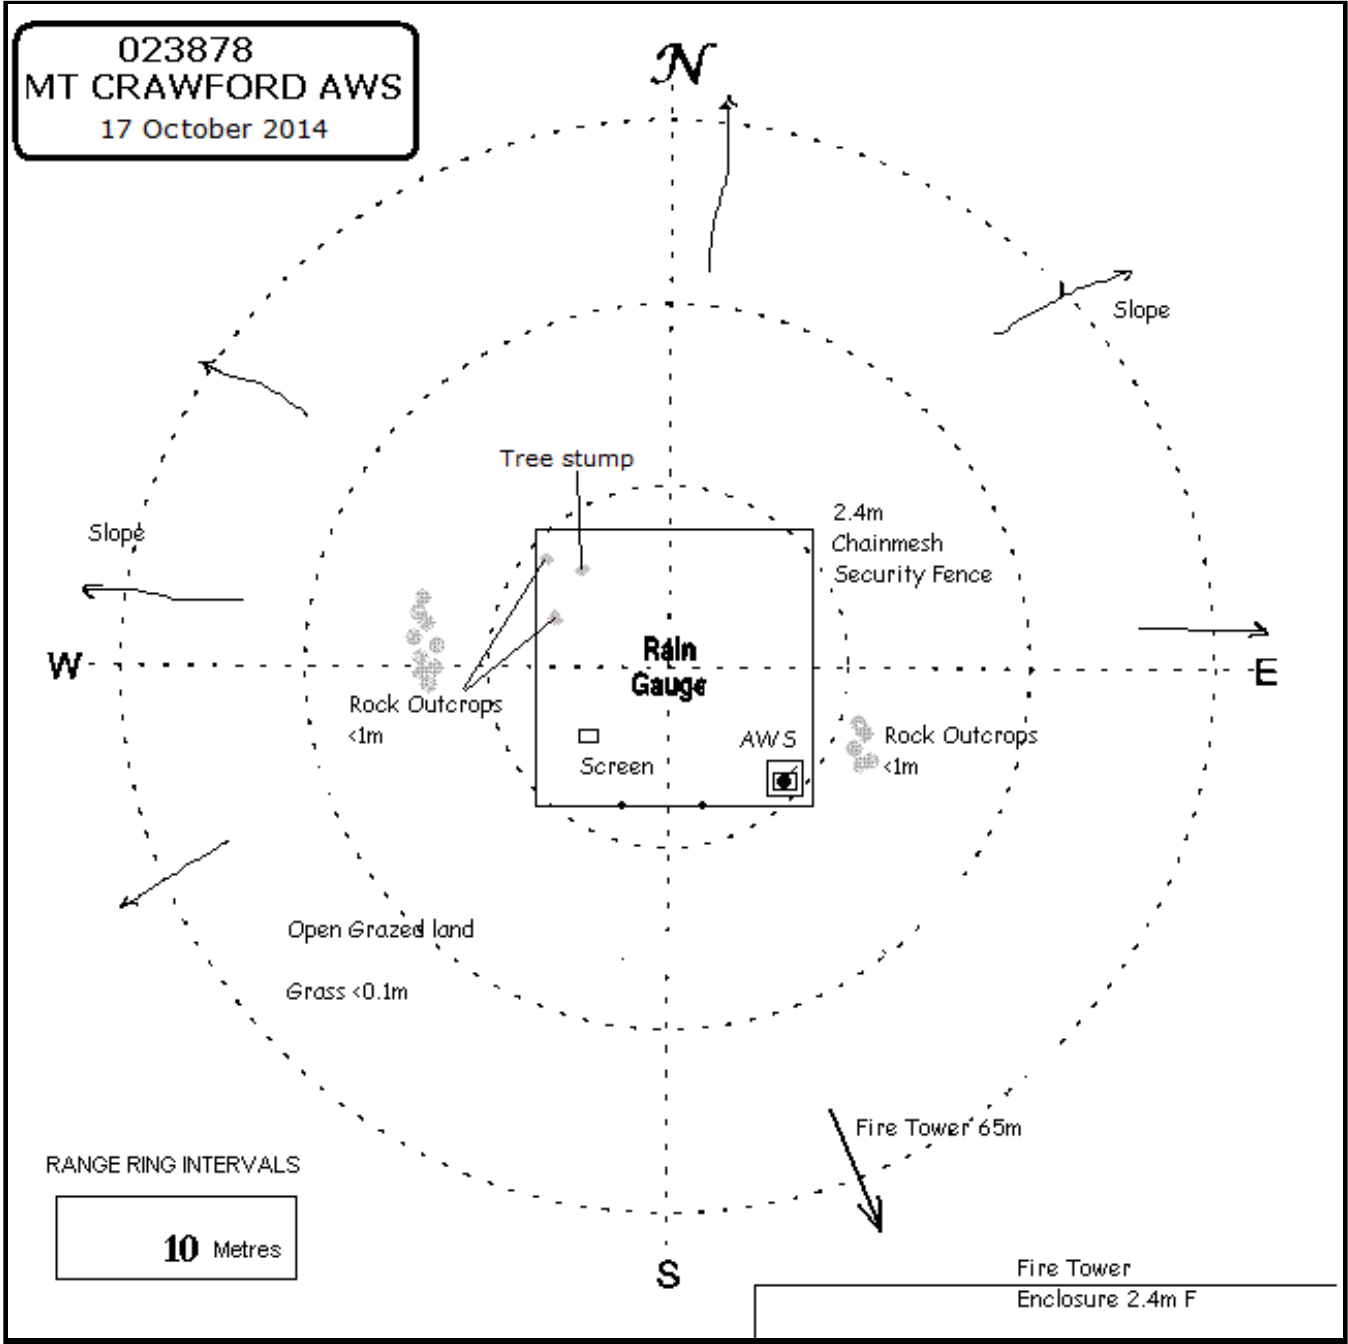 023878
MT CRAWFORD AWS
17 October 2014
N
Slope
Tree stump
2.4m
Chainmesh
Security Fence
Slope
W
Rain
Gauge
E
Rock Outcrops
<1m
AWS
Screen
Rock Outcrops
<1m
Open Grazed land
Grass <0.1m
Fire Tower 65m
RANGE RING INTERVALS
10 Metres
S
Fire Tower
Enclosure 2.4m F